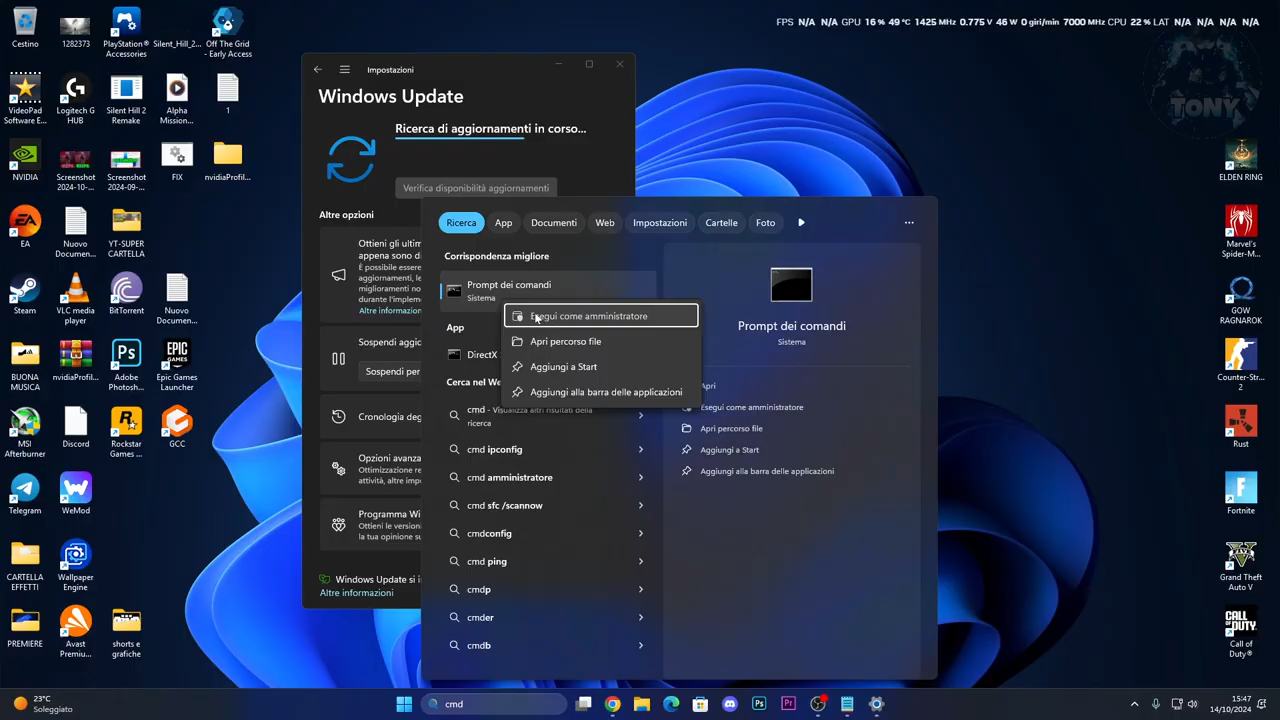 FPS N/A N/A GPU 16 % 49 °C 1425 MHz 0.775 V 46 W 0 giri/min 7000 MHz CPU 22 % LAT N/A N/A N/A N/A
TONY
Cestino
1282373
PlayStation®
Accessories
Silent_Hill_2...
Off The Grid
- Early Access
VideoPad
Software E...
Logitech G
HUB
Silent Hill 2
Remake
Alpha
Mission...
1
NVIDIA
Screenshot
2024-10-...
Screenshot
2024-09-...
FIX
nvidiaProfil...
EA
Nuovo
Documen...
YT-SUPER
CARTELLA
Steam
VLC media
player
BitTorrent
Nuovo
Documen...
BUONA
MUSICA
nvidiaProfil...
Adobe
Photosh...
Epic Games
Launcher
MSI
Afterburner
Discord
Rockstar
Games ...
GCC
Telegram
WeMod
CARTELLA
EFFETTI
Wallpaper
Engine
PREMIERE
Avast
Premiu...
shorts e
grafiche
Impostazioni
Windows Update
Ricerca di aggiornamenti in corso...
Verifica disponibilità aggiornamenti
Altre opzioni
Ottieni gli ultim
appena sono di
È possibile essere
aggiornamenti, le
miglioramenti no
durante l'impleme
Altre informazion
Sospendi aggio
Sospendi per
Cronologia deg
Opzioni avanza
Ottimizzazione re
attività, altre imp
Programma Wi
Ottieni le version
la tua opinione su
Windows Update si in
Altre informazioni
Ricerca
App
Documenti
Web
Impostazioni
Cartelle
Foto
Corrispondenza migliore
Prompt dei comandi
Sistema
Esegui come amministratore
Apri percorso file
Aggiungi a Start
Aggiungi alla barra delle applicazioni
App
DirectX
Cerca nel We
cmd - Visualizza altri risultati della
ricerca
cmd ipconfig
cmd amministratore
cmd sfc /scannow
cmdconfig
cmd ping
cmdp
cmder
cmdb
Prompt dei comandi
Sistema
Apri
Esegui come amministratore
Apri percorso file
Aggiungi a Start
Aggiungi alla barra delle applicazioni
ELDEN RING
Marvel's
Spider-M...
GOW
RAGNAROK
Counter-Str...
2
Rust
Fortnite
Grand Theft
Auto V
Call of
Duty®
23°C
Soleggiato
cmd
15:47
14/10/2024